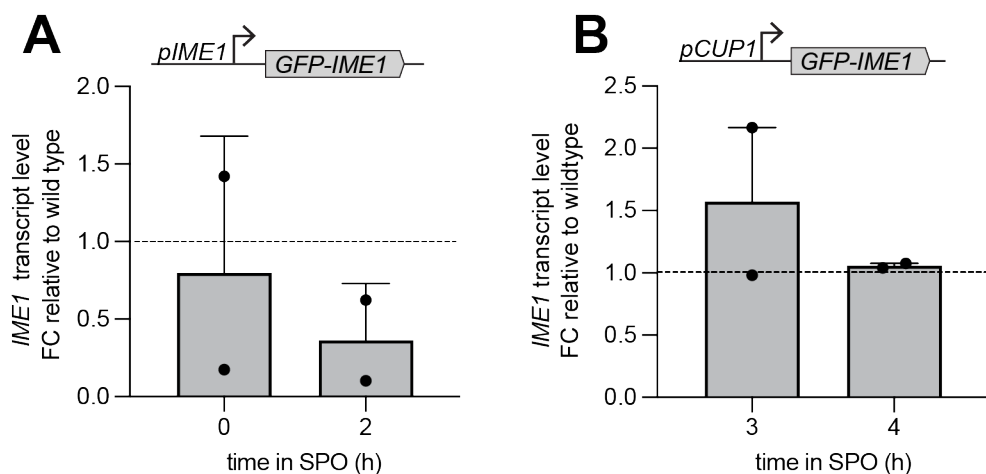 A
pIME1
GFP-IME1
2.0
1.5
1.0
0.5
0.0
IME1 transcript level
FC relative to wild type
0
2
time in SPO (h)
B
pCUP1
GFP-IME1
2.5
2.0
1.5
1.0
0.5
0.0
IME1 transcript level
FC relative to wildtype
3
4
time in SPO (h)